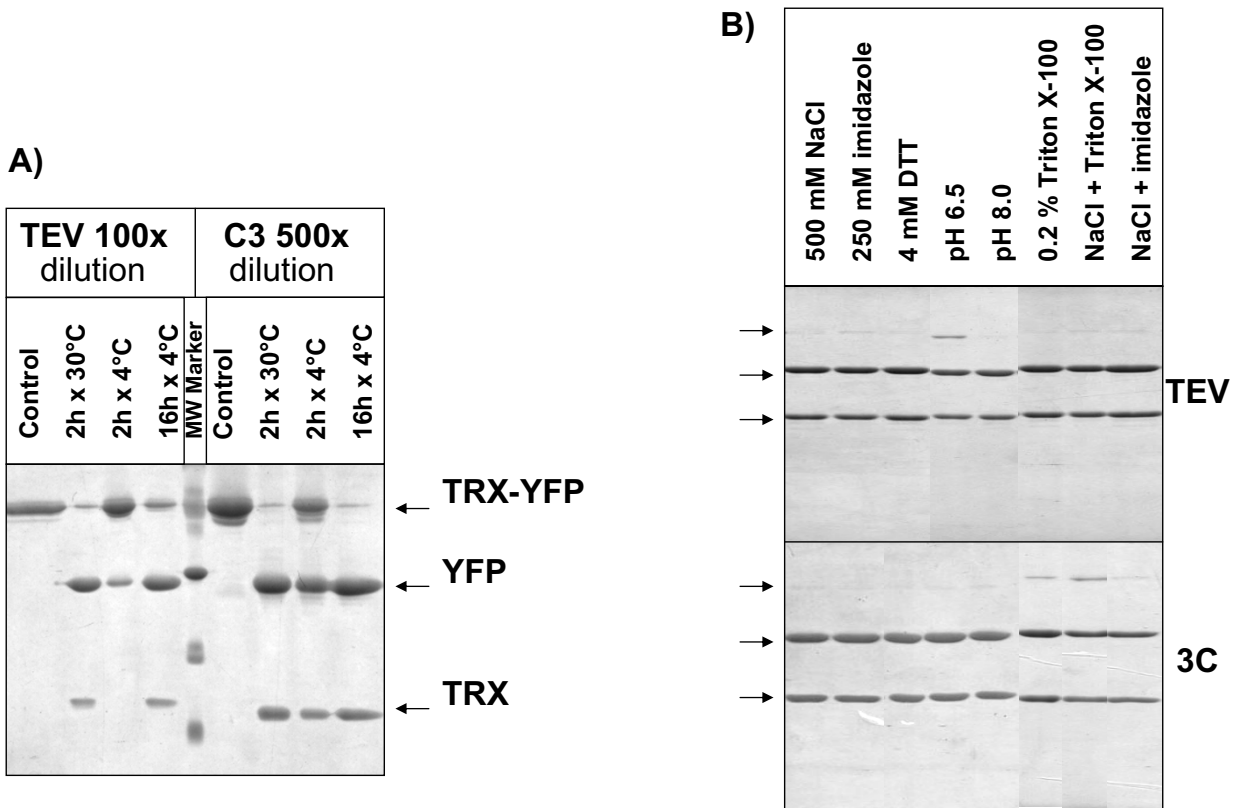 A)
TEV 100x
dilution
C3 500x
dilution
Control
2h x 30°C
2h x 4°C
16h x 4°C
MW Marker
Control
2h x 30°C
2h x 4°C
16h x 4°C
TRX-YFP
YFP
TRX
B)
500 mM NaCl
250 mM imidazole
4 mM DTT
pH 6.5
pH 8.0
0.2 % Triton X-100
NaCl + Triton X-100
NaCl + imidazole
TEV
3C